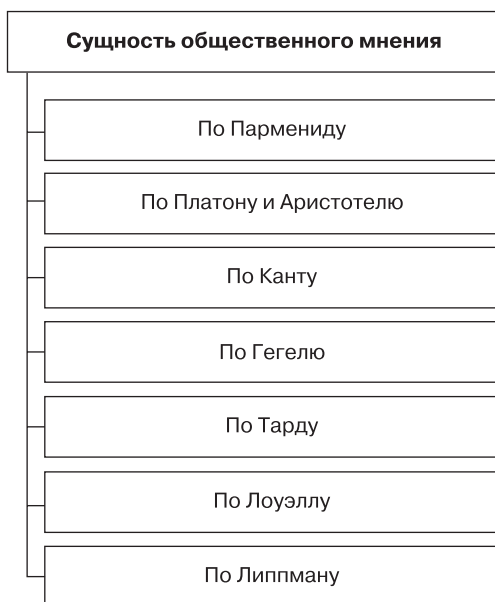 Сущность общественного мнения
По Пармениду
По Платону и Аристотелю
По Канту
По Гегелю
По Тарду
По Лоуэллу
По Липпману